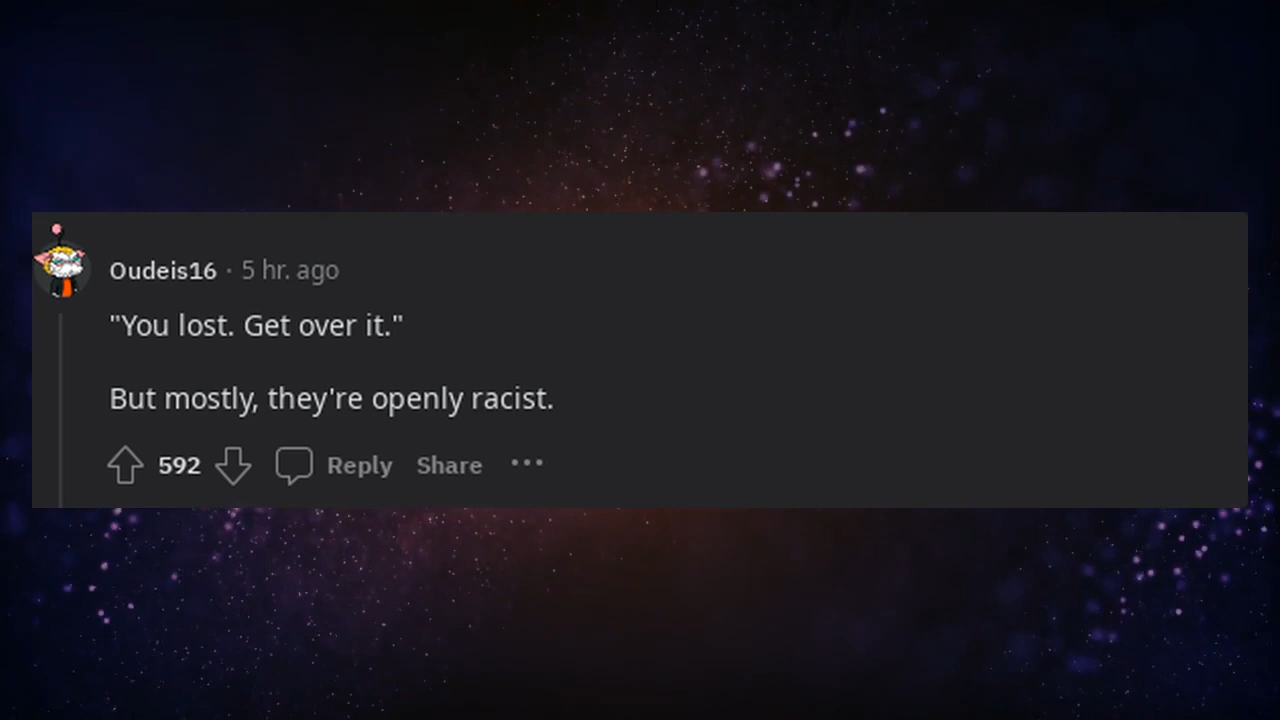 Oudeis16 · 5 hr. ago
"You lost. Get over it."
But mostly, they're openly racist.
592 Reply Share ···